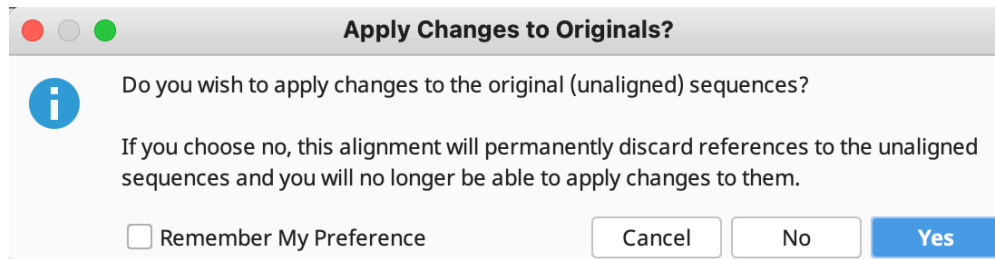 Apply Changes to Originals?
Do you wish to apply changes to the original (unaligned) sequences?
If you choose no, this alignment will permanently discard references to the unaligned
sequences and you will no longer be able to apply changes to them.
Remember My Preference
Cancel
No
Yes